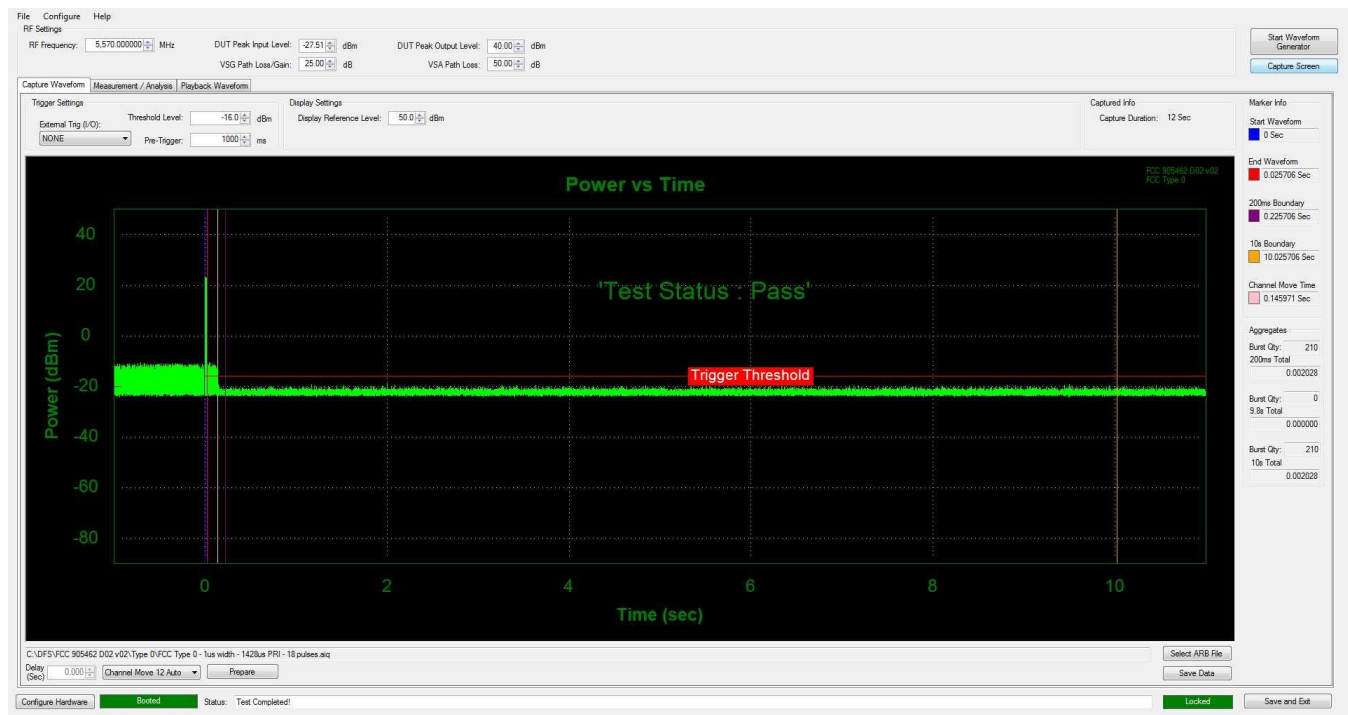 File Configure Help
RF Settings
RF Frequency: 5,570.000000 MHz DUT Peak Input Level: -27.51 dBm DUT Peak Output Level: 40.00 dBm
VSG Path Loss/Gain: 25.00 dB VSA Path Loss: 50.00 dB
Start Waveform Generator
Capture Screen
Capture Waveform Measurement / Analysis Playback Waveform
Trigger Settings
External Trig (I/O):
NONE
Threshold Level: -16.0 dBm
Pre-Trigger: 1000 ms
Display Settings
Display Reference Level: 50.0 dBm
Captured Info
Capture Duration: 12 Sec
Marker Info
Start Waveform
0 Sec
End Waveform
0.025706 Sec
200ms Boundary
0.225706 Sec
10s Boundary
10.025706 Sec
Channel Move Time
0.145971 Sec
Aggregates
Burst Qty: 210
200ms Total
0.002028
Burst Qty: 0
9.8s Total
0.000000
Burst Qty: 210
10s Total
0.002028
Power vs Time
FCC 905462 D02 v02
FCC Type 0
'Test Status : Pass'
Trigger Threshold
Power (dBm)
40
20
0
-20
-40
-60
-80
0 2 4 6 8 10
Time (sec)
C:\DFS\FCC 905462 D02 v02\Type 0\FCC Type 0 - 1us width - 1428us PRI - 18 pulses.aiq
Select ARB File
Delay (Sec) 0.000 Channel Move 12 Auto Prepare
Save Data
Configure Hardware Booted Status: Test Completed! Locked Save and Exit